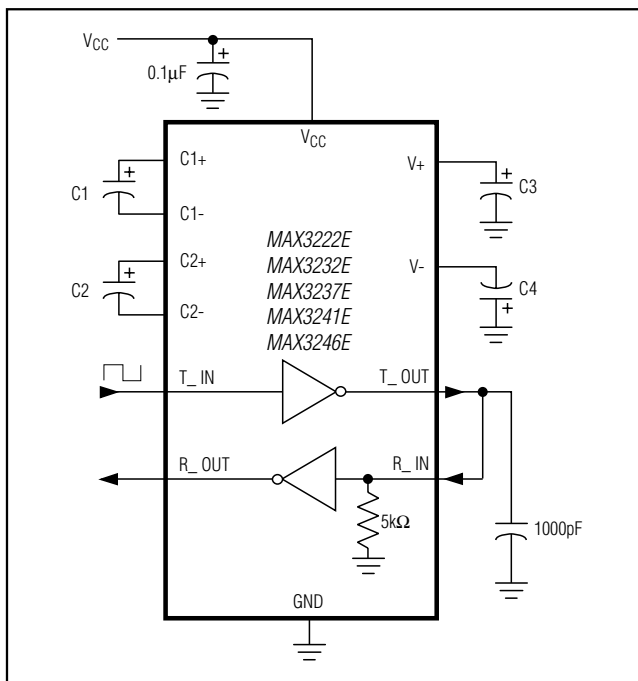 VCC
+
0.1µF
VCC
C1+
V+
+
C1
+
C3
C1-
C2+
MAX3222E
MAX3232E
MAX3237E
MAX3241E
MAX3246E
V-
+
C2
C4
+
C2-
T_ IN
T_ OUT
R_ OUT
R_ IN
5kΩ
1000pF
GND